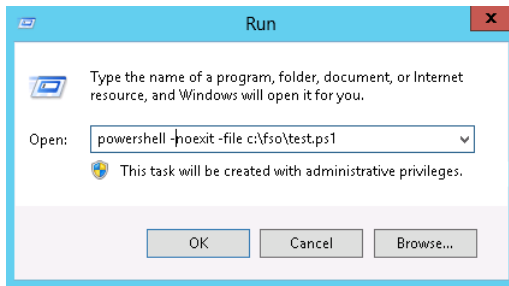 Run
x
Type the name of a program, folder, document, or Internet
resource, and Windows will open it for you.
Open: powershell -noexit -file c:\fso\test.ps1
This task will be created with administrative privileges.
OK Cancel Browse...